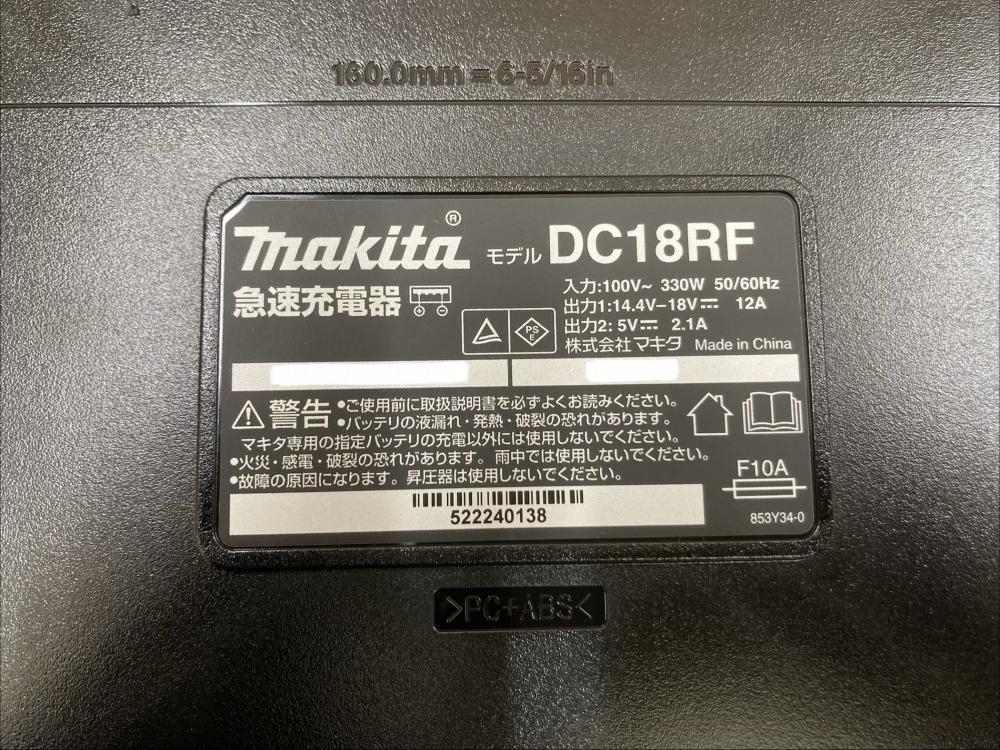 160.0mm = 6-5/16in
makita® モデル DC18RF
急速充電器
入力:100V~ 330W 50/60Hz
出力1:14.4V–18V⎓ 12A
出力2: 5V⎓ 2.1A
PSE
株式会社マキタ Made in China
⚠警告 •ご使用前に取扱説明書を必ずよくお読みください。
•バッテリの液漏れ・発熱・破裂の恐れがあります。
マキタ専用の指定バッテリの充電以外には使用しないでください。
•火災・感電・破裂の恐れがあります。雨中では使用しないでください。
•故障の原因になります。昇圧器は使用しないでください。
F10A
522240138
853Y34-0
>PC+ABS<